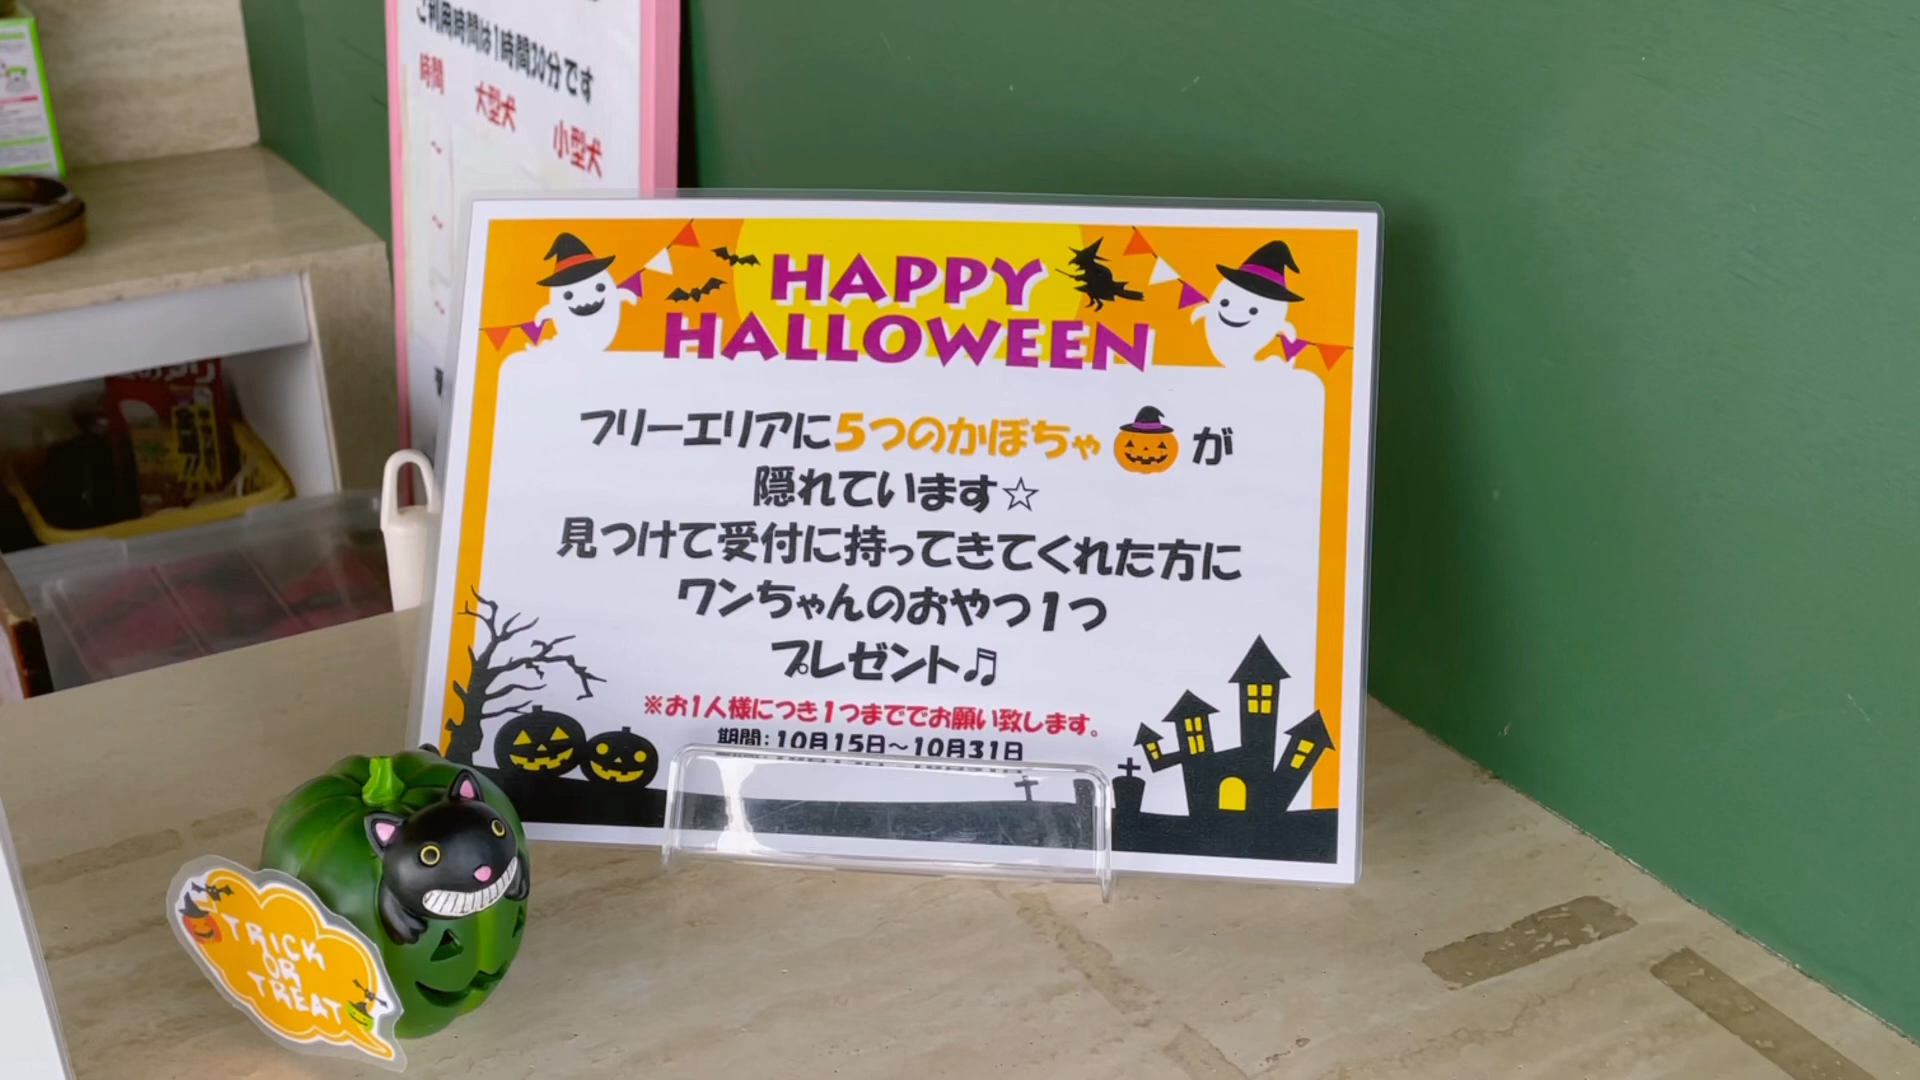 ご利用時間は1時間30分です
時間 大型犬 小型犬
HAPPY
HALLOWEEN
フリーエリアに5つのかぼちゃ が
隠れています☆
見つけて受付に持ってきてくれた方に
ワンちゃんのおやつ1つ
プレゼント♫
※お1人様につき1つまででお願い致します。
期間:10月15日～10月31日
TRICK
OR
TREAT